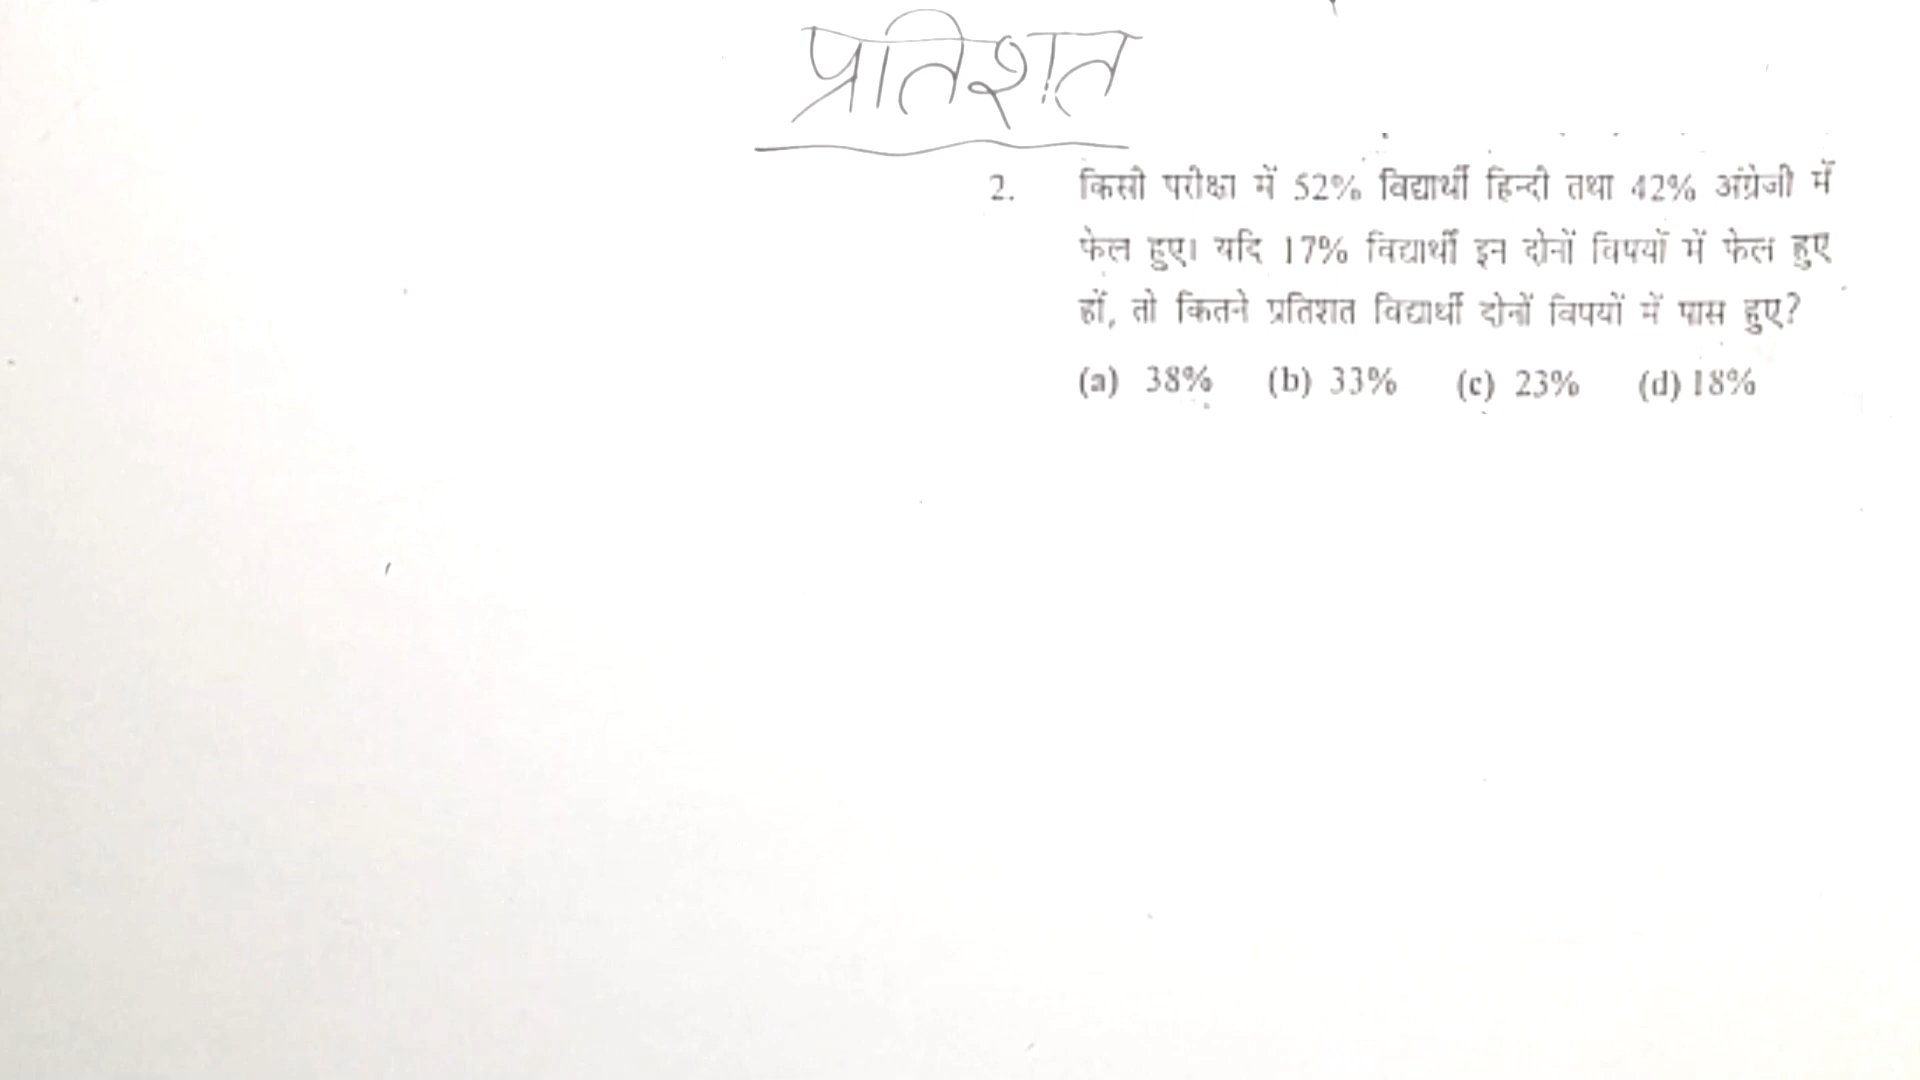 प्रतिशत
2. किसी परीक्षा में 52% विद्यार्थी हिन्दी तथा 42% अंग्रेजी में
फेल हुए। यदि 17% विद्यार्थी इन दोनों विषयों में फेल हुए
हों, तो कितने प्रतिशत विद्यार्थी दोनों विषयों में पास हुए?
(a) 38% (b) 33% (c) 23% (d) 18%